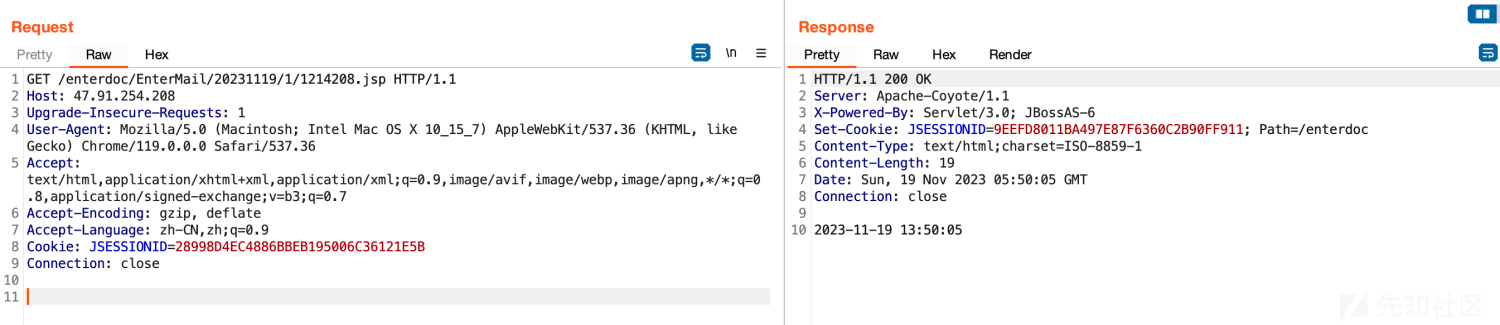 Request
Pretty Raw Hex \n
1 GET /enterdoc/EnterMail/20231119/1/1214208.jsp HTTP/1.1
2 Host: 47.91.254.208
3 Upgrade-Insecure-Requests: 1
4 User-Agent: Mozilla/5.0 (Macintosh; Intel Mac OS X 10_15_7) AppleWebKit/537.36 (KHTML, like
Gecko) Chrome/119.0.0.0 Safari/537.36
5 Accept:
text/html,application/xhtml+xml,application/xml;q=0.9,image/avif,image/webp,image/apng,*/*;q=0
.8,application/signed-exchange;v=b3;q=0.7
6 Accept-Encoding: gzip, deflate
7 Accept-Language: zh-CN,zh;q=0.9
8 Cookie: JSESSIONID=28998D4EC4886BBEB195006C36121E5B
9 Connection: close
10
11
Response
Pretty Raw Hex Render
1 HTTP/1.1 200 OK
2 Server: Apache-Coyote/1.1
3 X-Powered-By: Servlet/3.0; JBossAS-6
4 Set-Cookie: JSESSIONID=9EEFD8011BA497E87F6360C2B90FF911; Path=/enterdoc
5 Content-Type: text/html;charset=ISO-8859-1
6 Content-Length: 19
7 Date: Sun, 19 Nov 2023 05:50:05 GMT
8 Connection: close
9
10 2023-11-19 13:50:05
先知社区